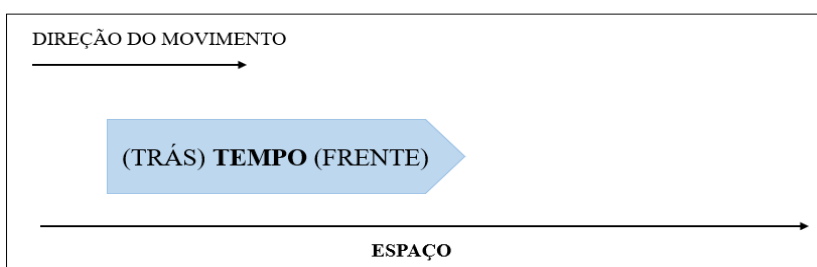 DIREÇÃO DO MOVIMENTO
(TRÁS) TEMPO (FRENTE)
ESPAÇO